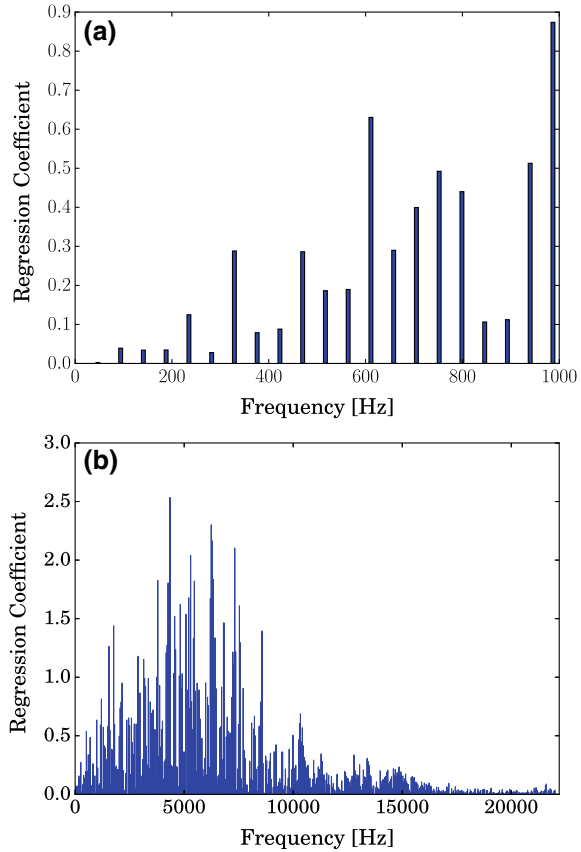 (a)
Regression Coefficient
0.9
0.8
0.7
0.6
0.5
0.4
0.3
0.2
0.1
0.0
0 200 400 600 800 1000
Frequency [Hz]
(b)
Regression Coefficient
3.0
2.5
2.0
1.5
1.0
0.5
0.0
0 5000 10000 15000 20000
Frequency [Hz]